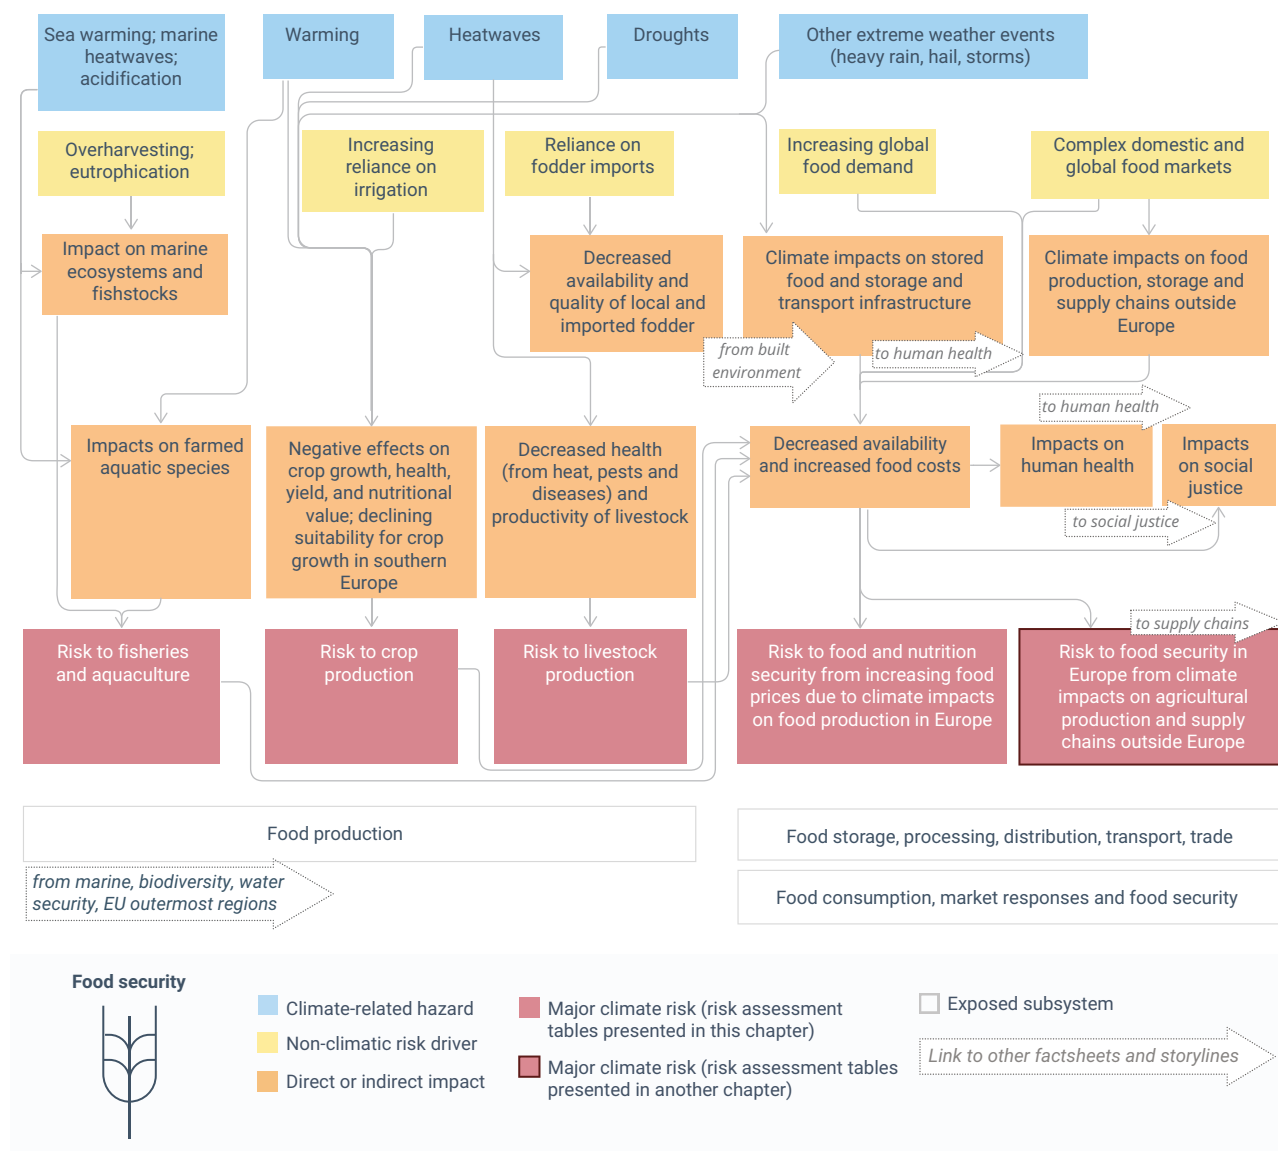 Sea warming; marine
heatwaves;
acidification
Warming
Heatwaves
Droughts
Other extreme weather events
(heavy rain, hail, storms)
Overharvesting;
eutrophication
Increasing
reliance on
irrigation
Reliance on
fodder imports
Increasing global
food demand
Complex domestic and
global food markets
Impact on marine
ecosystems and
fishstocks
Decreased
availability and
quality of local and
imported fodder
Climate impacts on stored
food and storage and
transport infrastructure
Climate impacts on food
production, storage and
supply chains outside
Europe
from built
environment
to human health
to human health
Impacts on farmed
aquatic species
Negative effects on
crop growth, health,
yield, and nutritional
value; declining
suitability for crop
growth in southern
Europe
Decreased health
(from heat, pests and
diseases) and
productivity of livestock
Decreased availability
and increased food costs
Impacts on
human health
Impacts
on social
justice
to social justice
to supply chains
Risk to fisheries
and aquaculture
Risk to crop
production
Risk to livestock
production
Risk to food and nutrition
security from increasing food
prices due to climate impacts
on food production in Europe
Risk to food security in
Europe from climate
impacts on agricultural
production and supply
chains outside Europe
Food production
Food storage, processing, distribution, transport, trade
from marine, biodiversity, water
security, EU outermost regions
Food consumption, market responses and food security
Food security
Climate-related hazard
Non-climatic risk driver
Direct or indirect impact
Major climate risk (risk assessment
tables presented in this chapter)
Major climate risk (risk assessment tables
presented in another chapter)
Exposed subsystem
Link to other factsheets and storylines